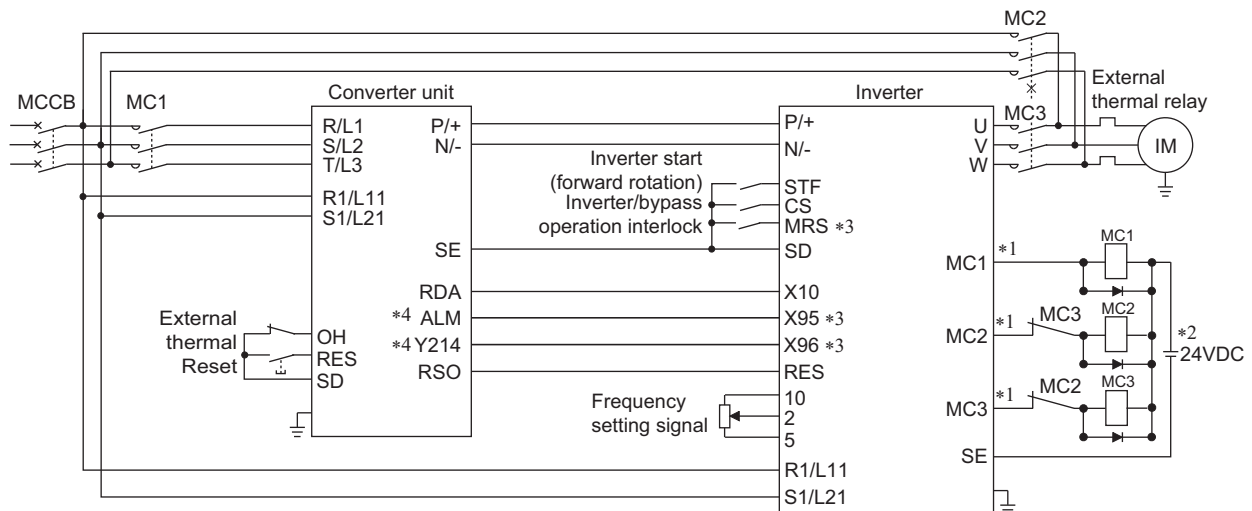 MC2
External
thermal relay
MCCB
MC1
Converter unit
Inverter
MC3
R/L1
S/L2
T/L3
P/+
N/-
P/+
N/-
U
V
W
IM
R1/L11
S1/L21
Inverter start
(forward rotation)
Inverter/bypass
operation interlock
STF
CS
MRS *3
SD
SE
RDA
*4 ALM
*4 Y214
RSO
X10
X95 *3
X96 *3
RES
External
thermal
Reset
OH
RES
SD
Frequency
setting signal
10
2
5
R1/L11
S1/L21
MC1
*1
MC1
MC2
*1
MC3
MC2
*2
24VDC
MC3
*1
MC2
MC3
SE